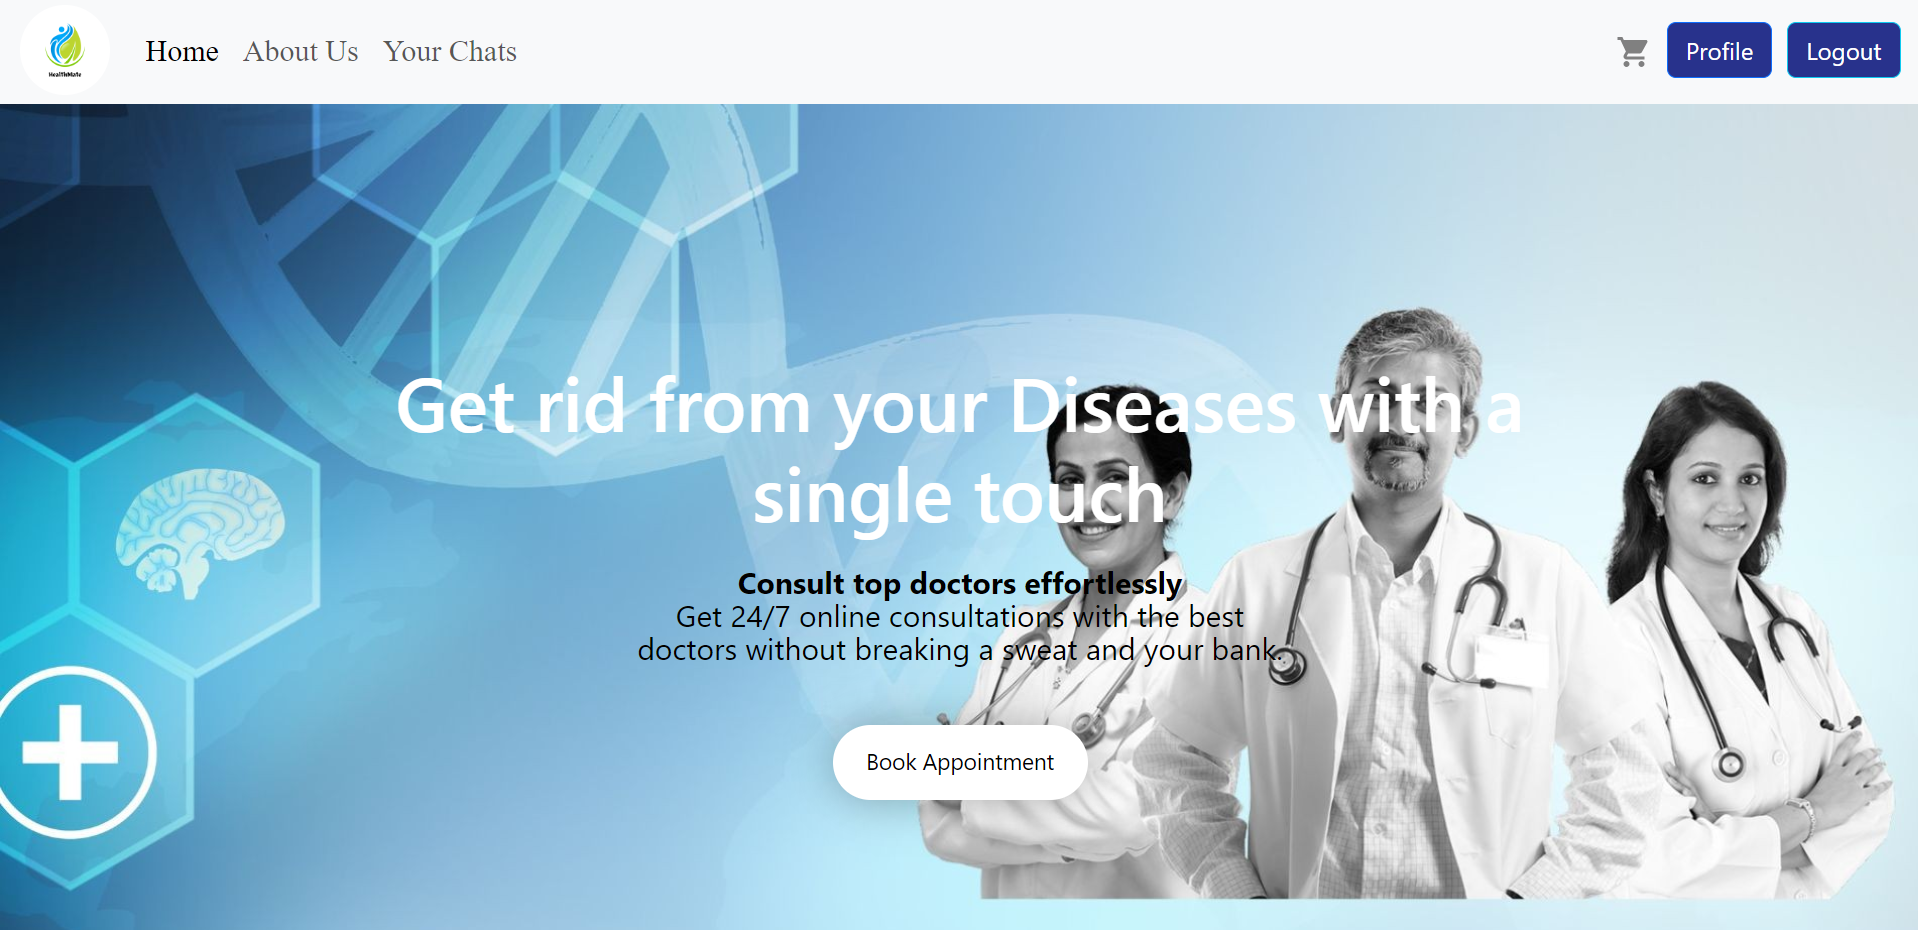 HealthMate
Home About Us Your Chats
Profile Logout
Get rid from your Diseases with a
single touch
Consult top doctors effortlessly
Get 24/7 online consultations with the best
doctors without breaking a sweat and your bank.
Book Appointment